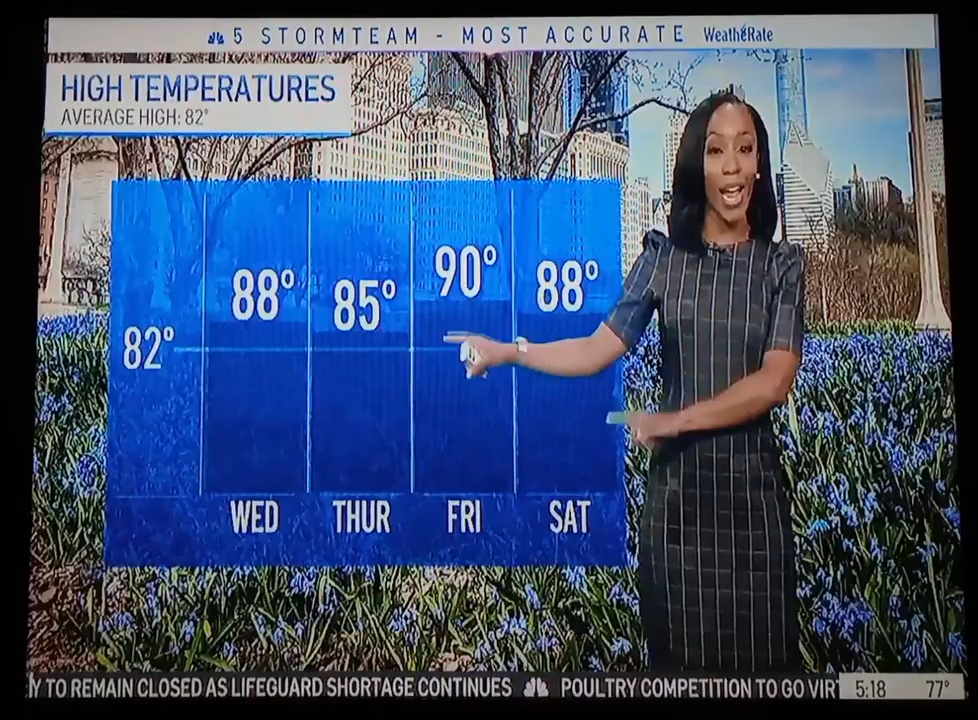 5 STORMTEAM - MOST ACCURATE WeatheRate
HIGH TEMPERATURES
AVERAGE HIGH: 82°
82° 88° 85° 90° 88°
WED THUR FRI SAT
TO REMAIN CLOSED AS LIFEGUARD SHORTAGE CONTINUES POULTRY COMPETITION TO GO VIR 5:18 77°